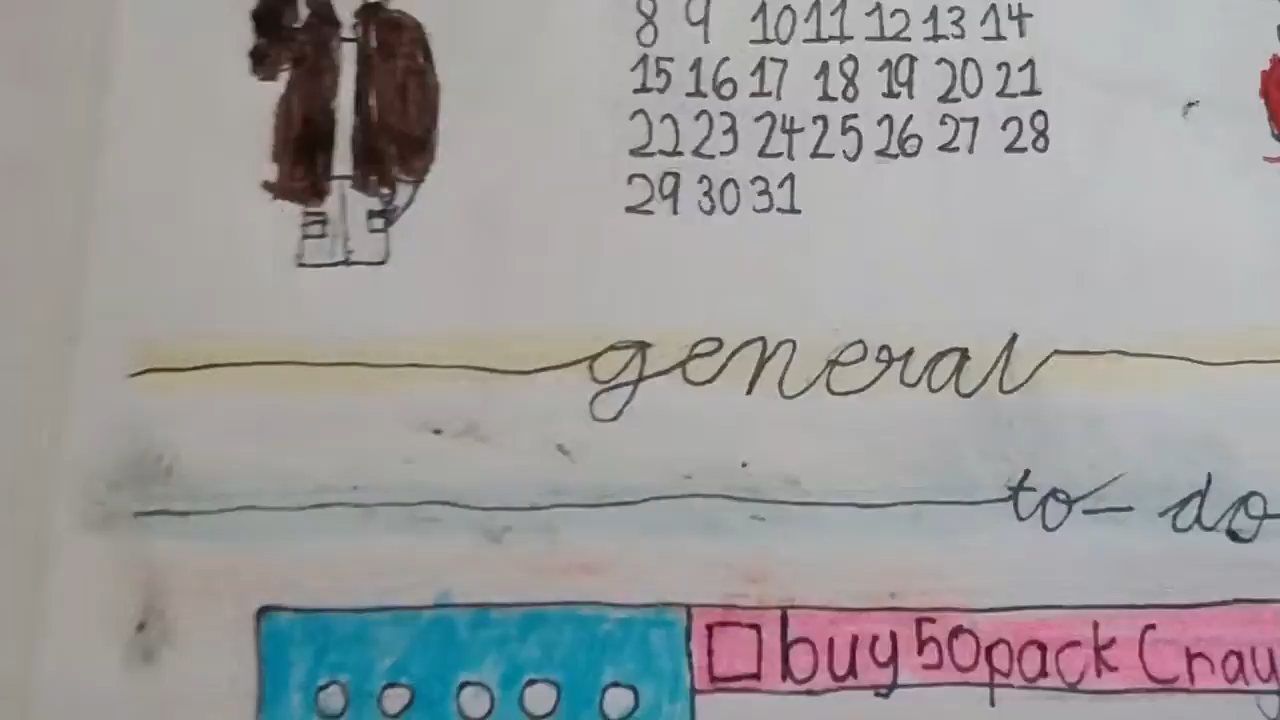 8 9 10 11 12 13 14
15 16 17 18 19 20 21
22 23 24 25 26 27 28
29 30 31
general
to-do
buy 50 pack Cray